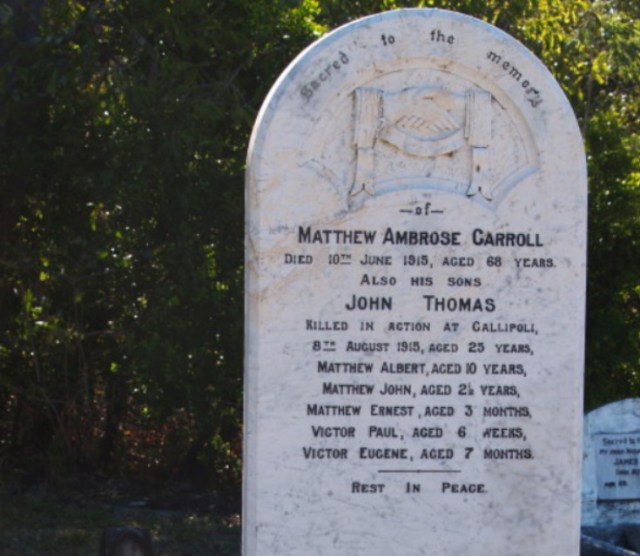 Sacred to the memory
—of—
MATTHEW AMBROSE CARROLL
DIED 10TH JUNE 1915, AGED 68 YEARS.
ALSO HIS SONS
JOHN THOMAS
KILLED IN ACTION AT GALLIPOLI,
8TH AUGUST 1915, AGED 25 YEARS,
MATTHEW ALBERT, AGED 10 YEARS,
MATTHEW JOHN, AGED 2½ YEARS,
MATTHEW ERNEST, AGED 3 MONTHS,
VICTOR PAUL, AGED 6 WEEKS,
VICTOR EUGENE, AGED 7 MONTHS.
REST IN PEACE.
SACRED TO
JAMES